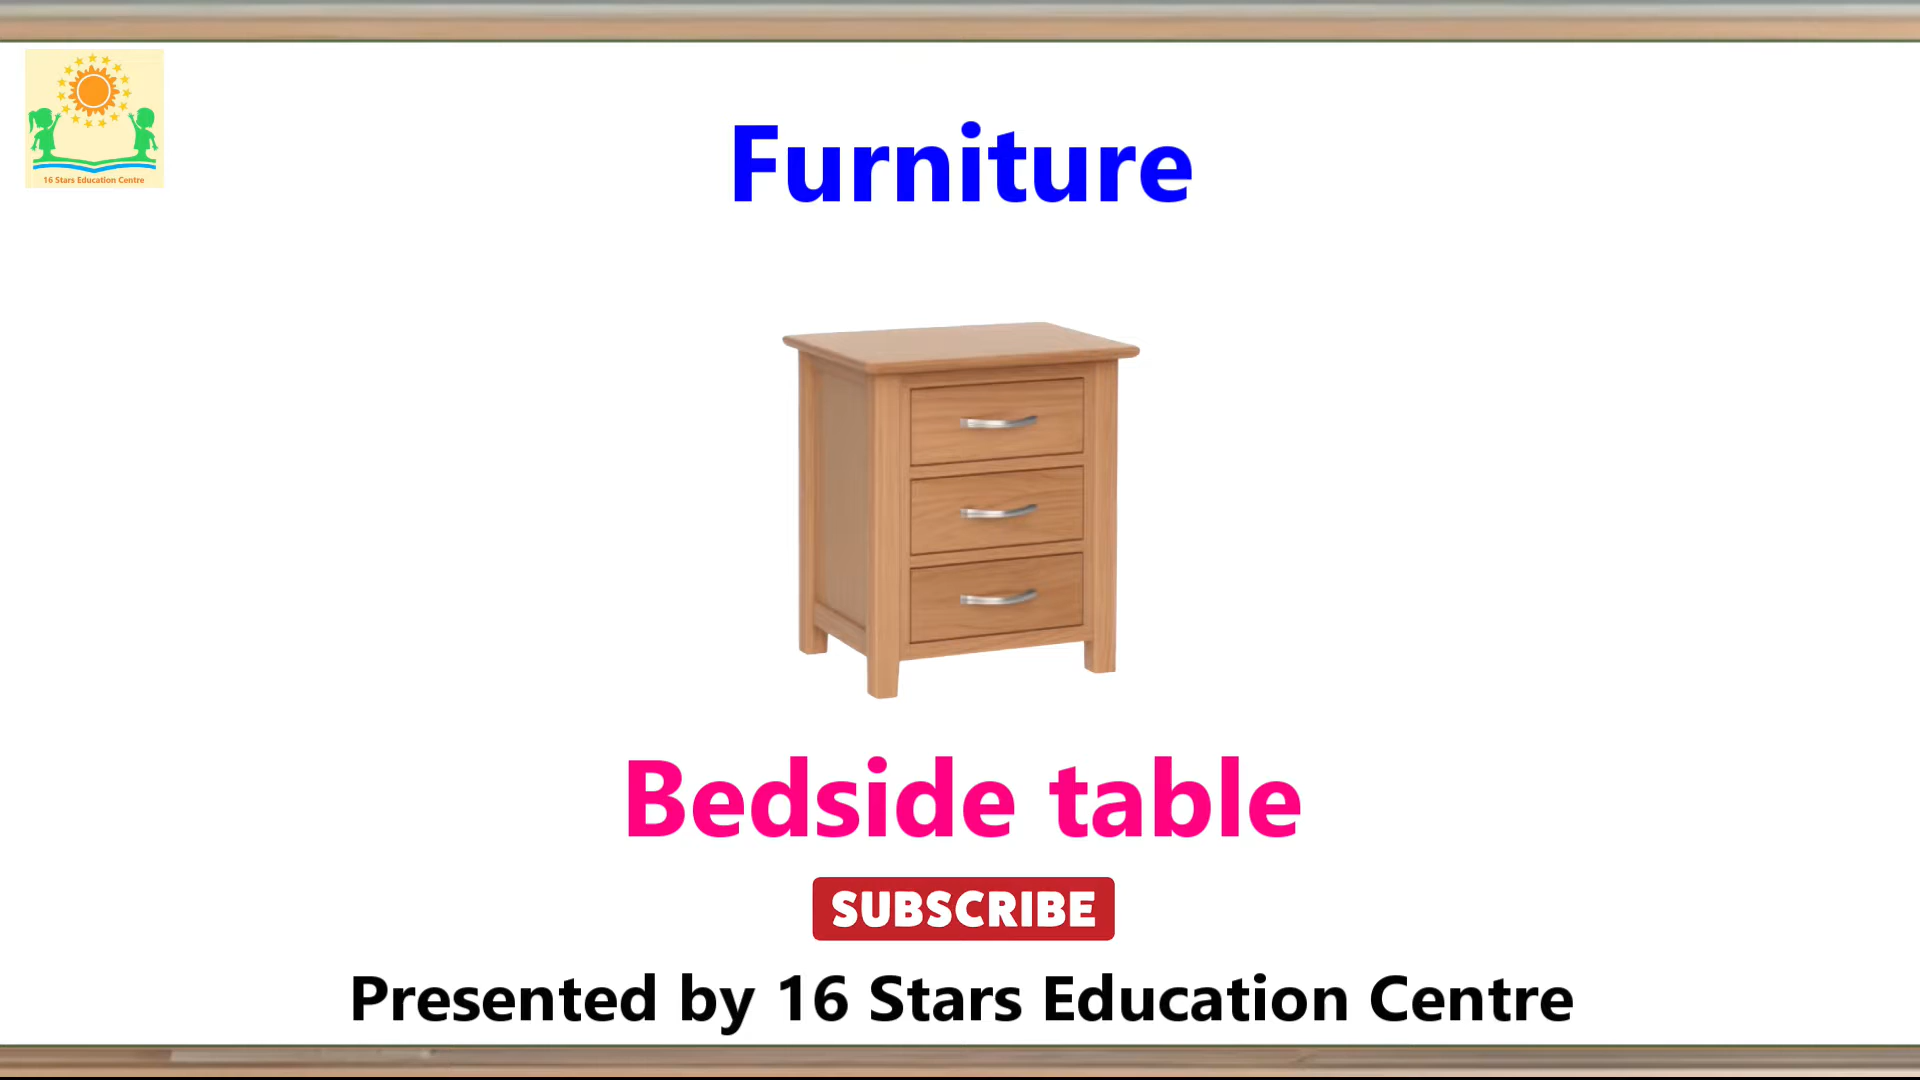 16 Stars Education Centre
Furniture
Bedside table
SUBSCRIBE
Presented by 16 Stars Education Centre